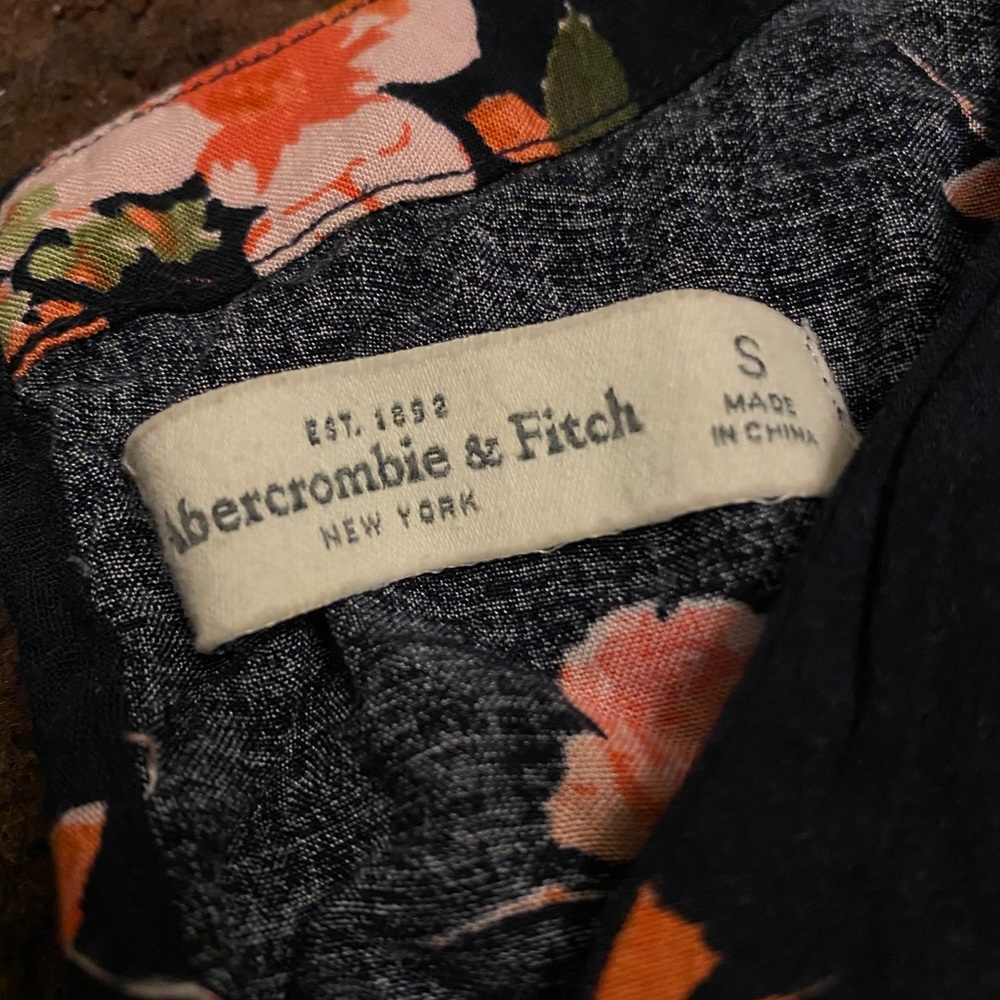 EST. 1892
Abercrombie & Fitch
NEW YORK
S
MADE
IN CHINA